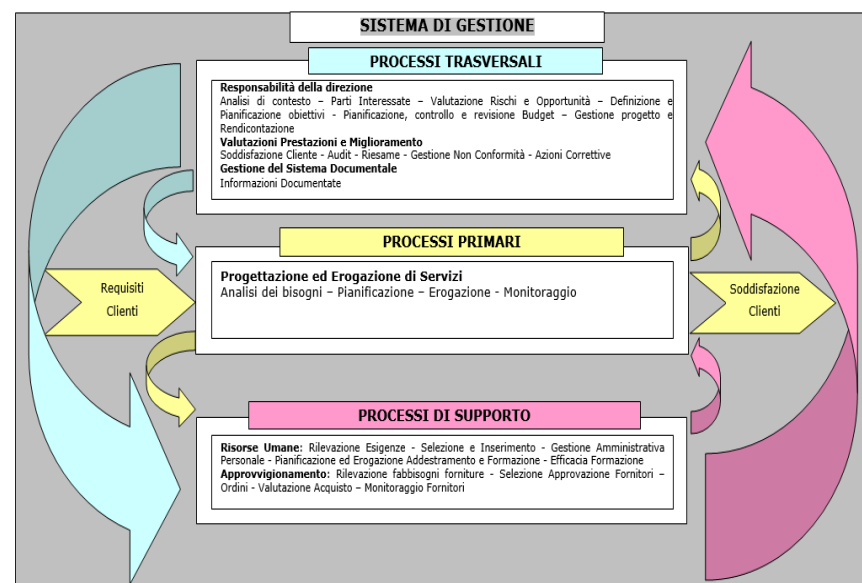 SISTEMA DI GESTIONE
PROCESSI TRASVERSALI
Responsabilità della direzione
Analisi di contesto – Parti Interessate – Valutazione Rischi e Opportunità – Definizione e
Pianificazione obiettivi - Pianificazione, controllo e revisione Budget – Gestione progetto e
Rendicontazione
Valutazioni Prestazioni e Miglioramento
Soddisfazione Cliente - Audit - Riesame - Gestione Non Conformità - Azioni Correttive
Gestione del Sistema Documentale
Informazioni Documentate
PROCESSI PRIMARI
Requisiti
Clienti
Progettazione ed Erogazione di Servizi
Analisi dei bisogni – Pianificazione – Erogazione - Monitoraggio
Soddisfazione
Clienti
PROCESSI DI SUPPORTO
Risorse Umane: Rilevazione Esigenze - Selezione e Inserimento - Gestione Amministrativa
Personale - Pianificazione ed Erogazione Addestramento e Formazione - Efficacia Formazione
Approvvigionamento: Rilevazione fabbisogni forniture - Selezione Approvazione Fornitori –
Ordini - Valutazione Acquisto – Monitoraggio Fornitori